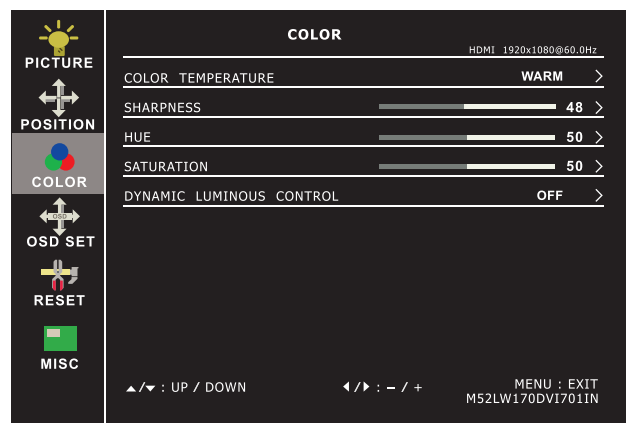 PICTURE
POSITION
COLOR
OSD
OSD SET
RESET
MISC
COLOR
HDMI 1920x1080@60.0Hz
COLOR TEMPERATURE WARM
SHARPNESS 48
HUE 50
SATURATION 50
DYNAMIC LUMINOUS CONTROL OFF
▲/▼ : UP / DOWN ◀/▶ : – / + MENU : EXIT
M52LW170DVI701IN